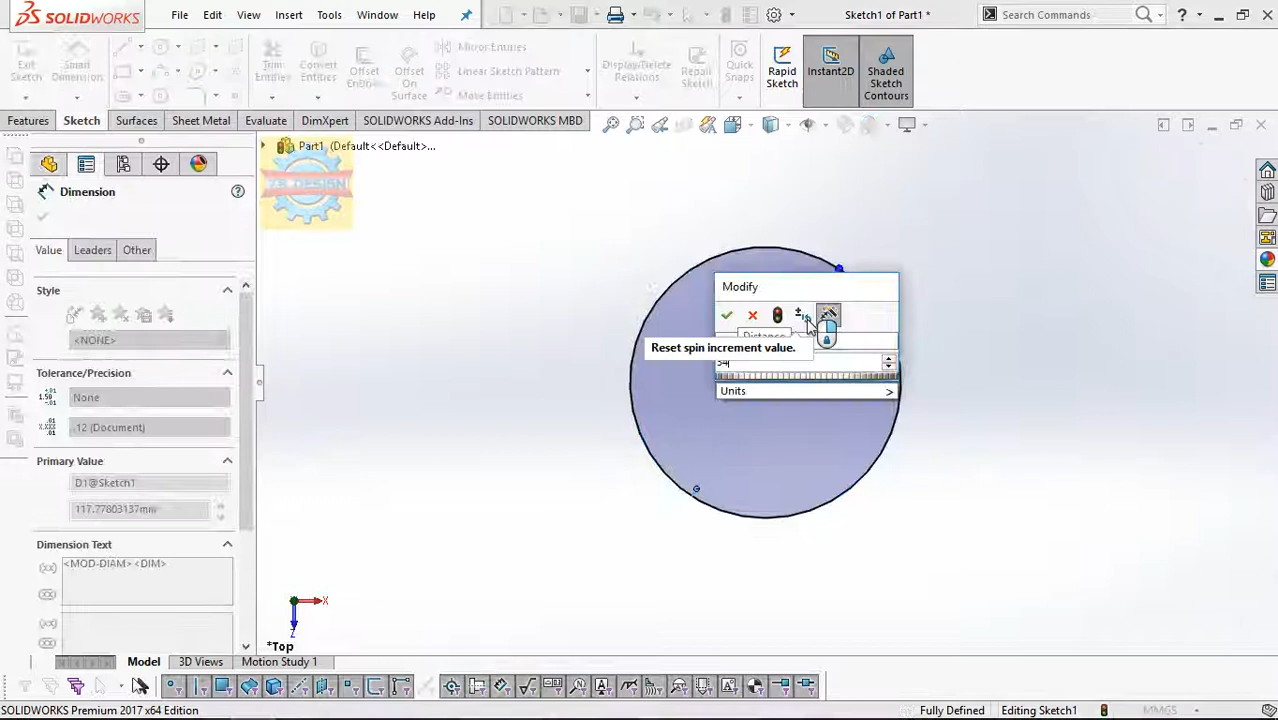 SOLIDWORKS
File Edit View Insert Tools Window Help
Sketch1 of Part1 *
Search Commands
Exit Sketch
Smart Dimension
Trim Entities
Convert Entities
Offset Entities
Offset On Surface
Mirror Entities
Linear Sketch Pattern
Move Entities
Display/Delete Relations
Repair Sketch
Quick Snaps
Rapid Sketch
Instant2D
Shaded Sketch Contours
Features Sketch Surfaces Sheet Metal Evaluate DimXpert SOLIDWORKS Add-Ins SOLIDWORKS MBD
Part1 (Default<<Default>...
ZB DESIGN
Dimension
Value Leaders Other
Style
<NONE>
Tolerance/Precision
None
.12 (Document)
Primary Value
D1@Sketch1
117.77803137mm
Dimension Text
<MOD-DIAM><DIM>
Modify
Distance
Reset spin increment value.
54
Units
X
Z
*Top
Model 3D Views Motion Study 1
SOLIDWORKS Premium 2017 x64 Edition
Fully Defined Editing Sketch1 MMGS